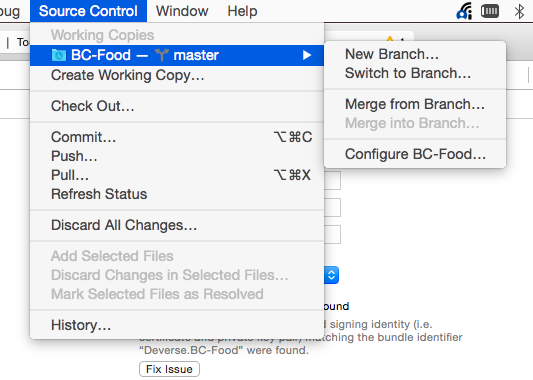 bug Source Control Window Help
Working Copies
BC-Food — master
Create Working Copy…
Check Out…
Commit… ⌥⌘C
Push…
Pull… ⌥⌘X
Refresh Status
Discard All Changes…
Add Selected Files
Discard Changes in Selected Files…
Mark Selected Files as Resolved
History…
New Branch…
Switch to Branch…
Merge from Branch…
Merge into Branch…
Configure BC-Food…
| To
1
ound
d signing identity (i.e.
certificate and private key pair) matching the bundle identifier
“Deverse.BC-Food” were found.
Fix Issue